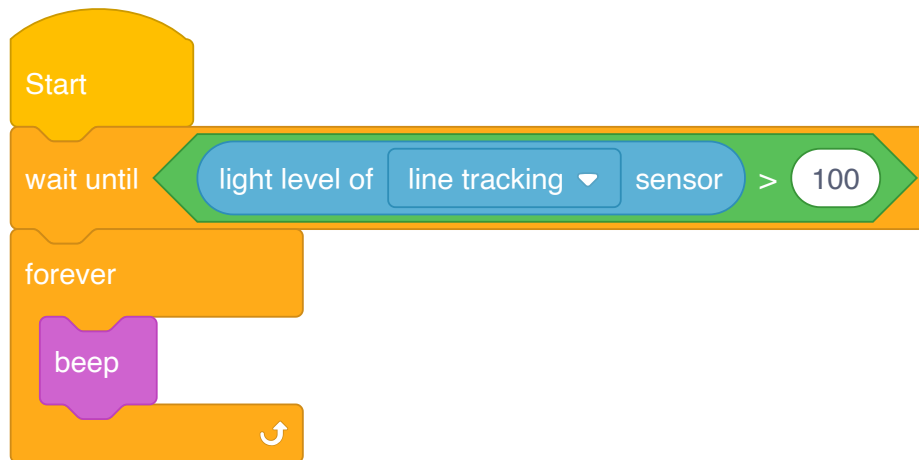 Start
wait until light level of line tracking sensor > 100
forever
beep